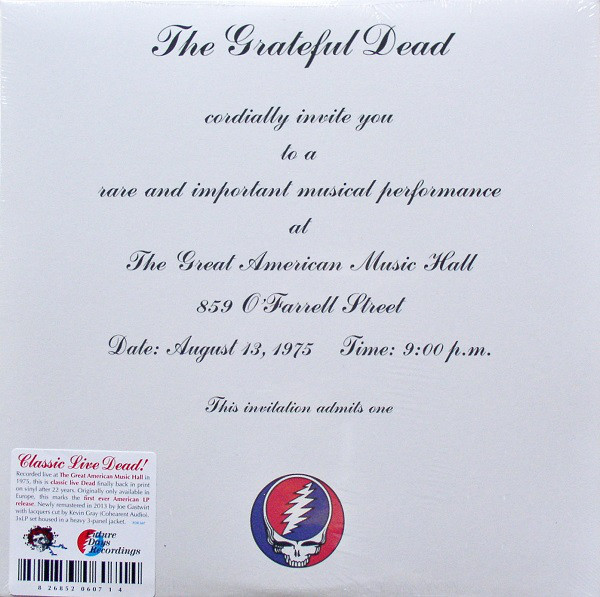 The Grateful Dead
cordially invite you
to a
rare and important musical performance
at
The Great American Music Hall
859 O'Farrell Street
Date: August 13, 1975 Time: 9:00 p.m.
This invitation admits one
Classic Live Dead!
Recorded live at The Great American Music Hall in
1975, this is classic live Dead finally back in print
on vinyl after 22 years. Originally only available in
Europe, this marks the first ever American LP
release. Newly remastered in 2013 by Joe Gastwirt
with lacquers cut by Kevin Gray (Cohearent Audio).
3xLP set housed in a heavy 3-panel jacket.
Future
Days
Recordings
8 26852 06071 4